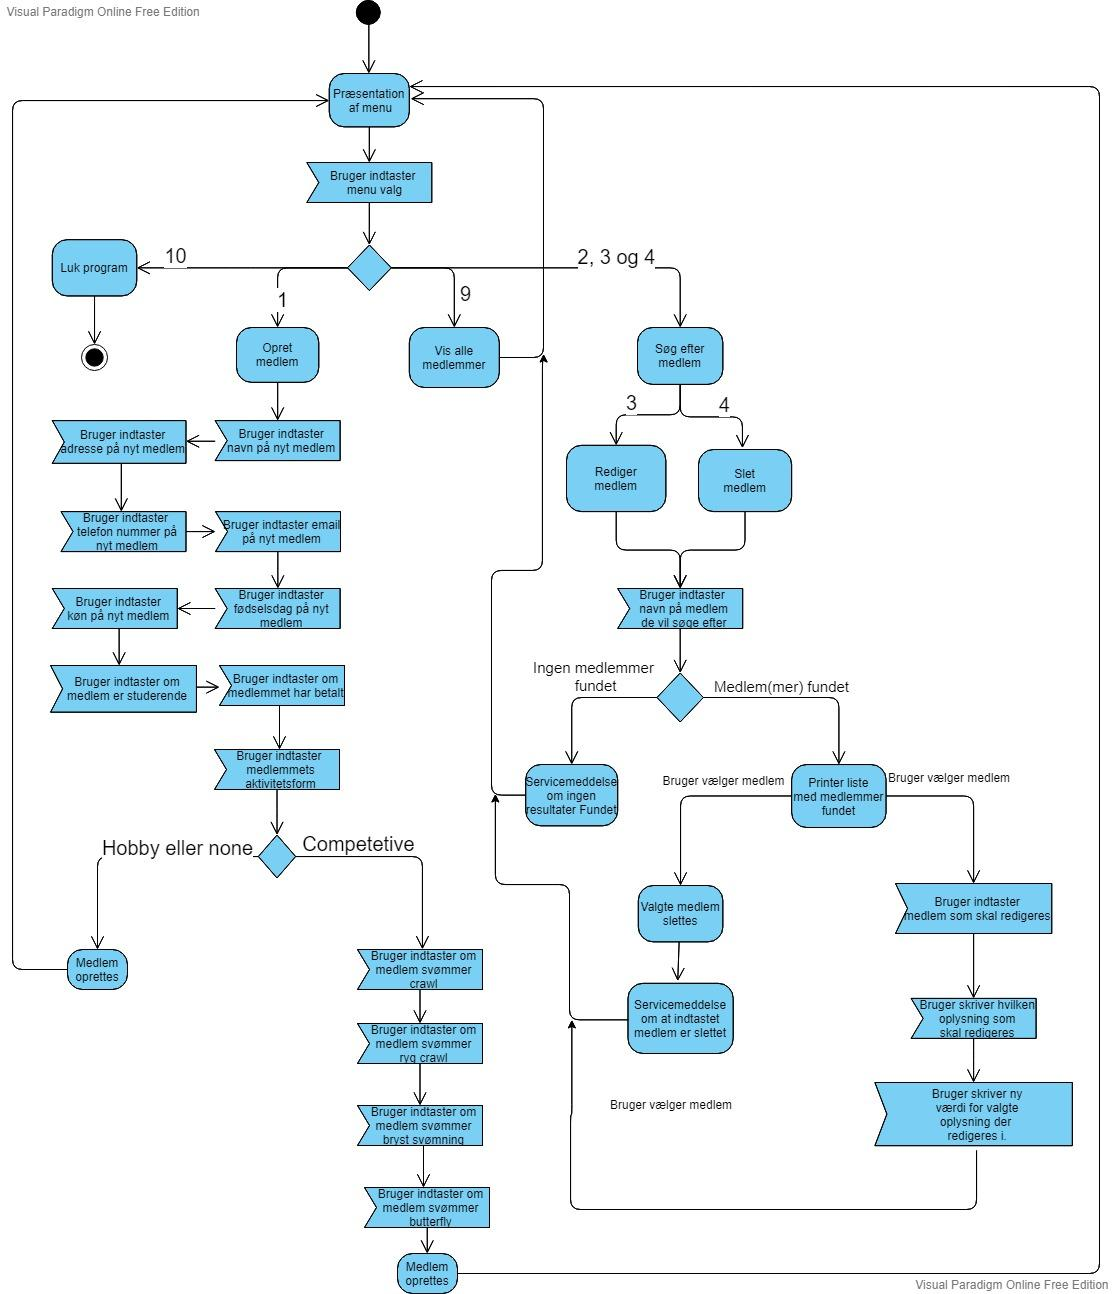 Visual Paradigm Online Free Edition
Præsentation
af menu
Bruger indtaster
menu valg
10
2, 3 og 4
Luk program
1
9
Opret
medlem
Vis alle
medlemmer
Søg efter
medlem
3
4
Bruger indtaster
adresse på nyt medlem
Bruger indtaster
navn på nyt medlem
Rediger
medlem
Slet
medlem
Bruger indtaster
telefon nummer på
nyt medlem
Bruger indtaster email
på nyt medlem
Bruger indtaster
køn på nyt medlem
Bruger indtaster
fødselsdag på nyt
medlem
Bruger indtaster
navn på medlem
de vil søge efter
Bruger indtaster om
medlem er studerende
Bruger indtaster om
medlemmet har betalt
Ingen medlemmer
fundet
Medlem(mer) fundet
Bruger indtaster
medlemmets
aktivitetsform
Servicemeddelse
om ingen
resultater Fundet
Bruger vælger medlem
Printer liste
med medlemmer
fundet
Bruger vælger medlem
Hobby eller none
Competetive
Valgte medlem
slettes
Bruger indtaster
medlem som skal redigeres
Medlem
oprettes
Bruger indtaster om
medlem svømmer
crawl
Servicemeddelse
om at indtastet
medlem er slettet
Bruger skriver hvilken
oplysning som
skal redigeres
Bruger indtaster om
medlem svømmer
ryg crawl
Bruger vælger medlem
Bruger skriver ny
værdi for valgte
oplysning der
redigeres i.
Bruger indtaster om
medlem svømmer
bryst svømning
Bruger indtaster om
medlem svømmer
butterfly
Medlem
oprettes
Visual Paradigm Online Free Edition